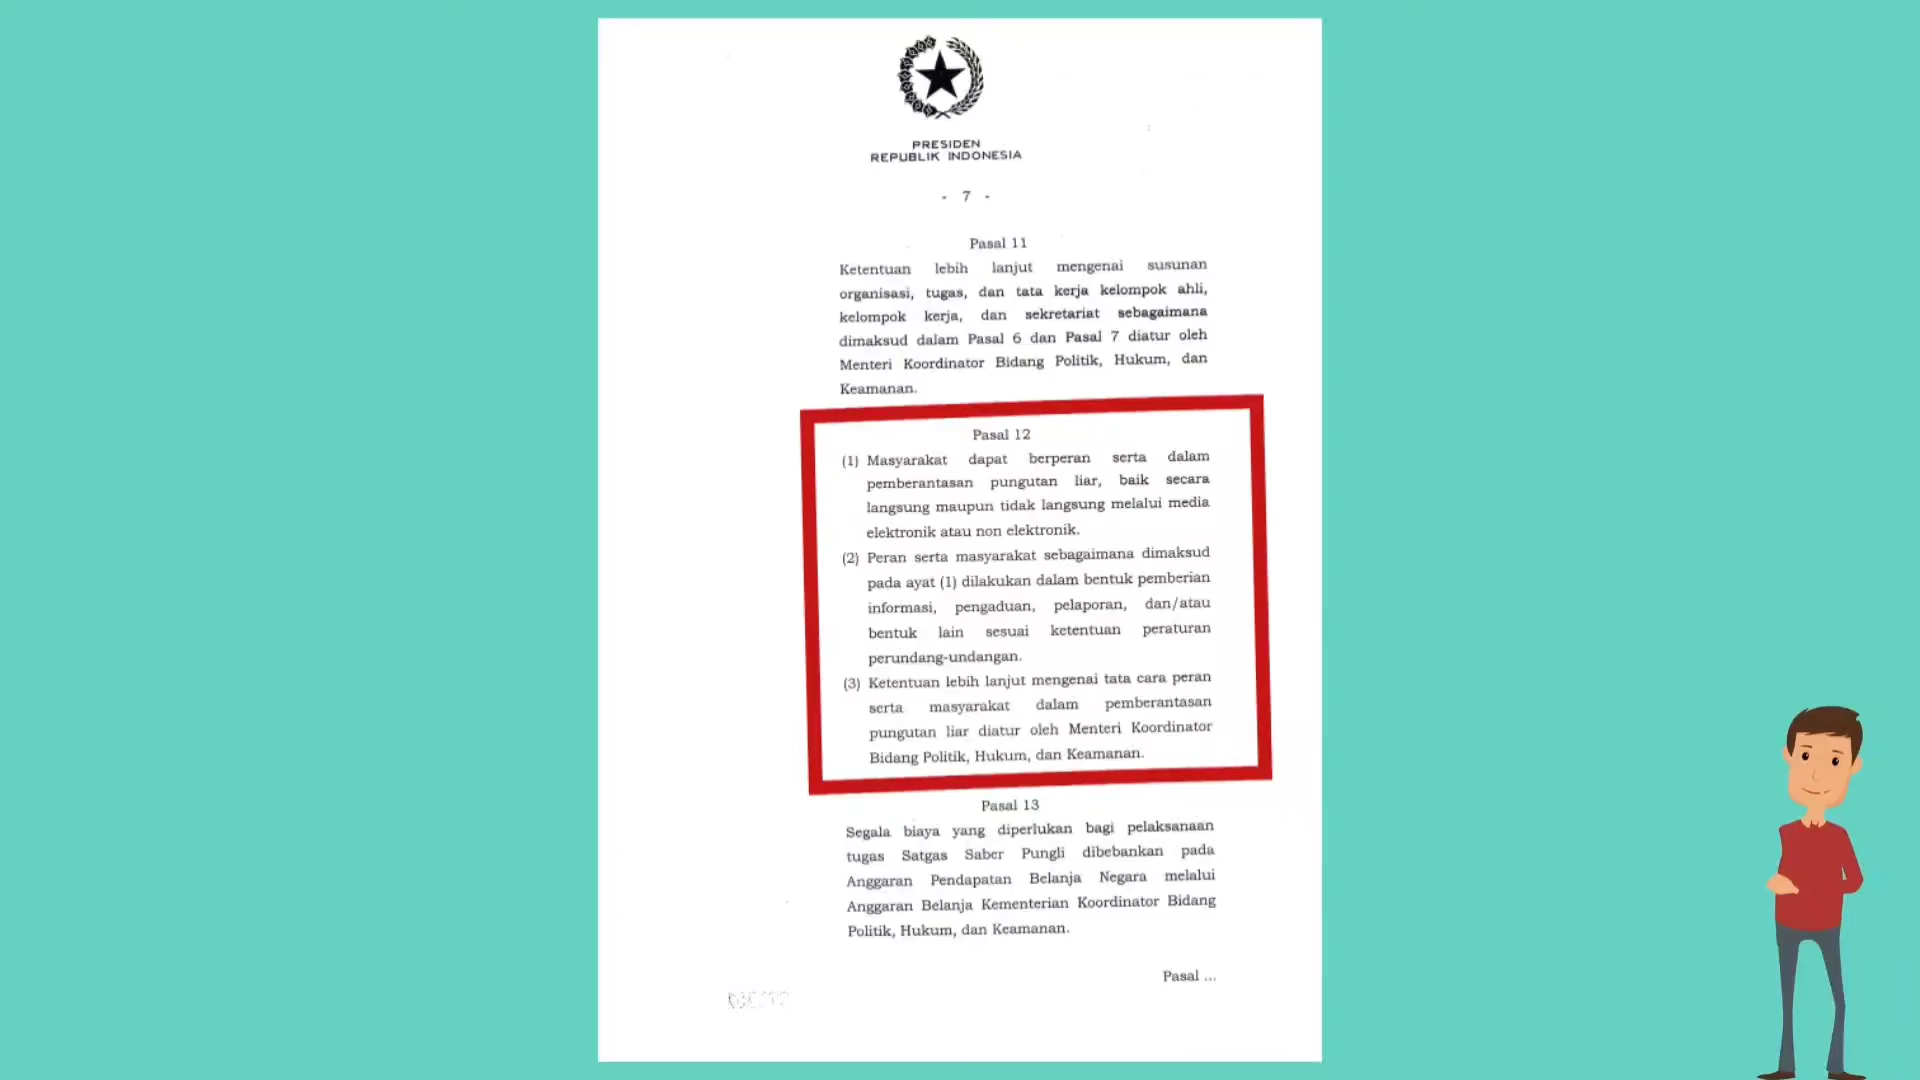 PRESIDEN
REPUBLIK INDONESIA
- 7 -
Pasal 11
Ketentuan lebih lanjut mengenai susunan
organisasi, tugas, dan tata kerja kelompok ahli,
kelompok kerja, dan sekretariat sebagaimana
dimaksud dalam Pasal 6 dan Pasal 7 diatur oleh
Menteri Koordinator Bidang Politik, Hukum, dan
Keamanan.
Pasal 12
(1) Masyarakat dapat berperan serta dalam
pemberantasan pungutan liar, baik secara
langsung maupun tidak langsung melalui media
elektronik atau non elektronik.
(2) Peran serta masyarakat sebagaimana dimaksud
pada ayat (1) dilakukan dalam bentuk pemberian
informasi, pengaduan, pelaporan, dan/atau
bentuk lain sesuai ketentuan peraturan
perundang-undangan.
(3) Ketentuan lebih lanjut mengenai tata cara peran
serta masyarakat dalam pemberantasan
pungutan liar diatur oleh Menteri Koordinator
Bidang Politik, Hukum, dan Keamanan.
Pasal 13
Segala biaya yang diperlukan bagi pelaksanaan
tugas Satgas Saber Pungli dibebankan pada
Anggaran Pendapatan Belanja Negara melalui
Anggaran Belanja Kementerian Koordinator Bidang
Politik, Hukum, dan Keamanan.
Pasal ...